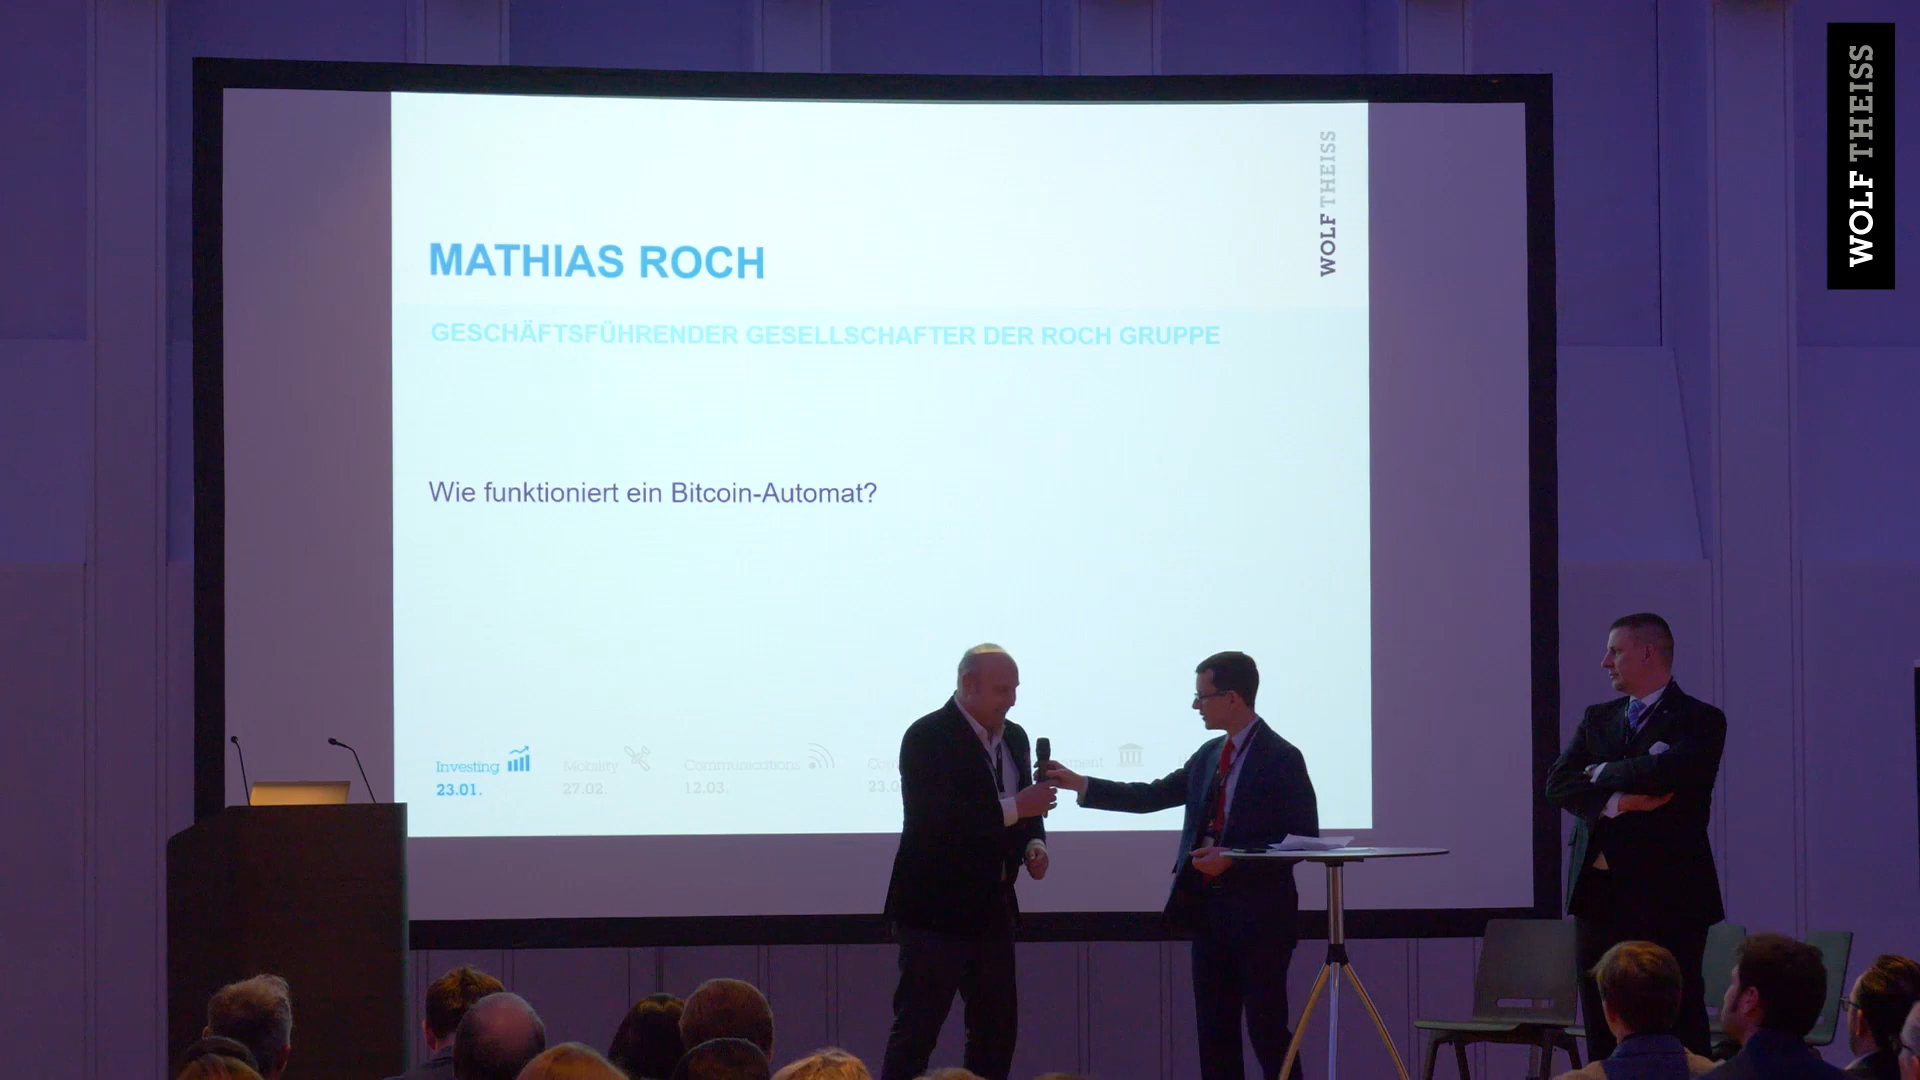 WOLF THEISS
WOLF THEISS
MATHIAS ROCH
GESCHÄFTSFÜHRENDER GESELLSCHAFTER DER ROCH GRUPPE
Wie funktioniert ein Bitcoin-Automat?
Investing
23.01.
Mobility
27.02.
Communications
12.03.